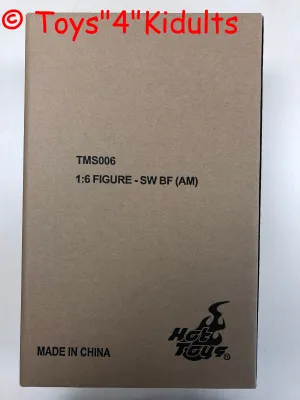 © Toys"4"Kidults
TMS006
1:6 FIGURE - SW BF (AM)
Hot
Toys®
MADE IN CHINA